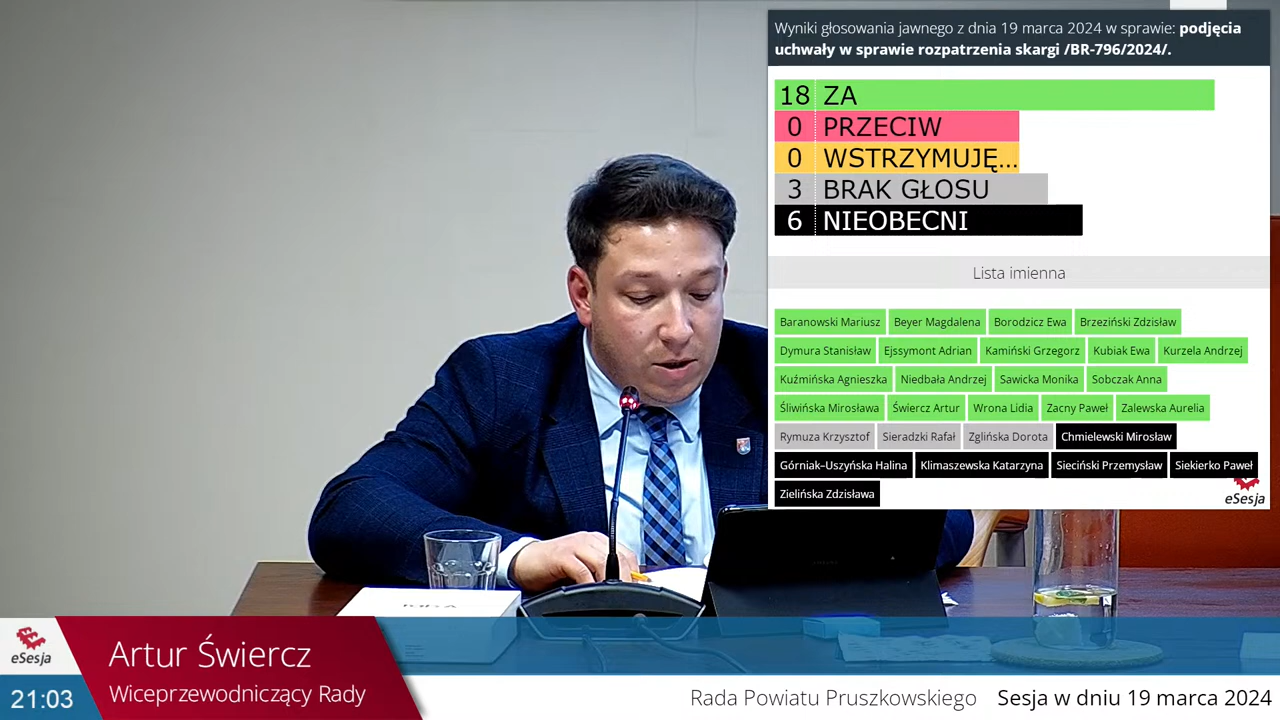 Wyniki głosowania jawnego z dnia 19 marca 2024 w sprawie: podjęcia
uchwały w sprawie rozpatrzenia skargi /BR-796/2024/.
18 ZA
0 PRZECIW
0 WSTRZYMUJĘ...
3 BRAK GŁOSU
6 NIEOBECNI
Lista imienna
Baranowski Mariusz Beyer Magdalena Borodzicz Ewa Brzeziński Zdzisław
Dymura Stanisław Ejssymont Adrian Kamiński Grzegorz Kubiak Ewa Kurzela Andrzej
Kuźmińska Agnieszka Niedbała Andrzej Sawicka Monika Sobczak Anna
Śliwińska Mirosława Świercz Artur Wrona Lidia Zacny Paweł Zalewska Aurelia
Rymuza Krzysztof Sieradzki Rafał Zglińska Dorota Chmielewski Mirosław
Górniak–Uszyńska Halina Klimaszewska Katarzyna Sieciński Przemysław Siekierko Paweł
Zielińska Zdzisława
eSesja
eSesja
Artur Świercz
Wiceprzewodniczący Rady
21:03
Rada Powiatu Pruszkowskiego Sesja w dniu 19 marca 2024